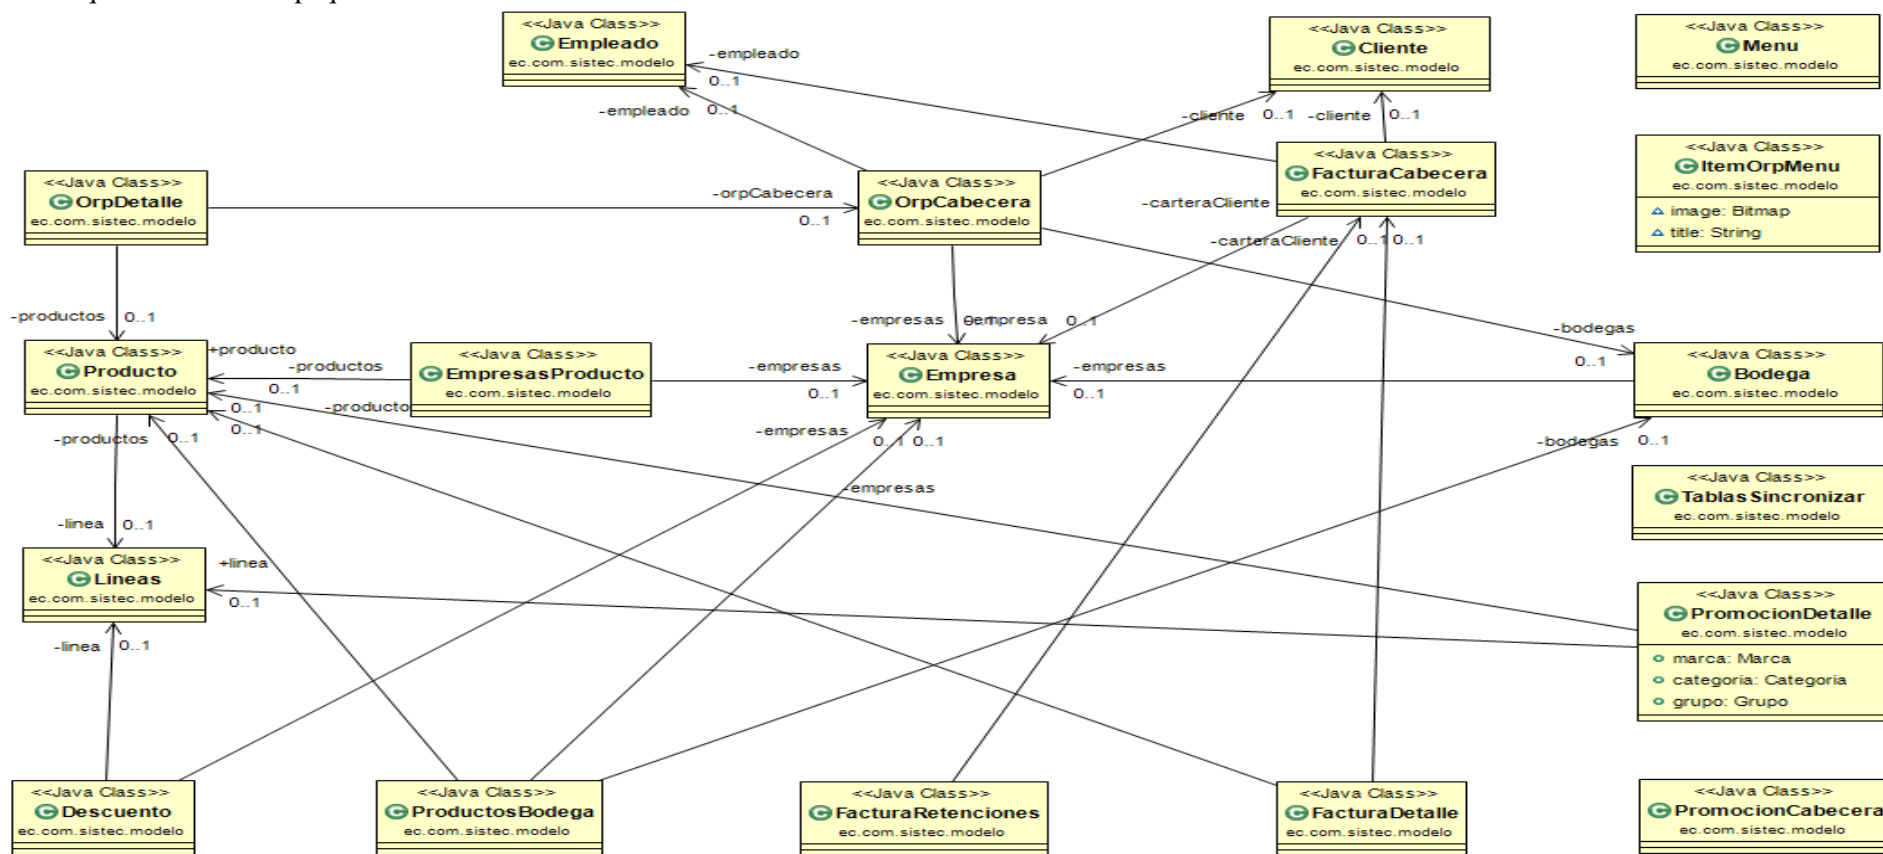 <<Java Class>>
Empleado
ec.com.sistec.modelo
<<Java Class>>
Cliente
ec.com.sistec.modelo
<<Java Class>>
Menu
ec.com.sistec.modelo
-empleado
0..1
-empleado
0..1
-cliente
0..1
-cliente
0..1
<<Java Class>>
OrpDetalle
ec.com.sistec.modelo
-orpCabecera
0..1
<<Java Class>>
OrpCabecera
ec.com.sistec.modelo
<<Java Class>>
FacturaCabecera
ec.com.sistec.modelo
<<Java Class>>
ItemOrpMenu
ec.com.sistec.modelo
image: Bitmap
title: String
-carteraCliente
-carteraCliente
0..1
0..1
-productos
0..1
-empresas
0..1
-empresa
0..1
-bodegas
0..1
<<Java Class>>
Producto
ec.com.sistec.modelo
+producto
0..1
-productos
0..1
<<Java Class>>
EmpresasProducto
ec.com.sistec.modelo
-empresas
0..1
<<Java Class>>
Empresa
ec.com.sistec.modelo
-empresas
0..1
<<Java Class>>
Bodega
ec.com.sistec.modelo
-producto
0..1
-productos
0..1
-empresas
0..1
0..1
-bodegas
0..1
-empresas
<<Java Class>>
TablasSincronizar
ec.com.sistec.modelo
-linea
0..1
<<Java Class>>
Lineas
ec.com.sistec.modelo
+linea
0..1
-linea
0..1
<<Java Class>>
PromocionDetalle
ec.com.sistec.modelo
marca: Marca
categoria: Categoria
grupo: Grupo
<<Java Class>>
Descuento
ec.com.sistec.modelo
<<Java Class>>
ProductosBodega
ec.com.sistec.modelo
<<Java Class>>
FacturaRetenciones
ec.com.sistec.modelo
<<Java Class>>
FacturaDetalle
ec.com.sistec.modelo
<<Java Class>>
PromocionCabecera
ec.com.sistec.modelo